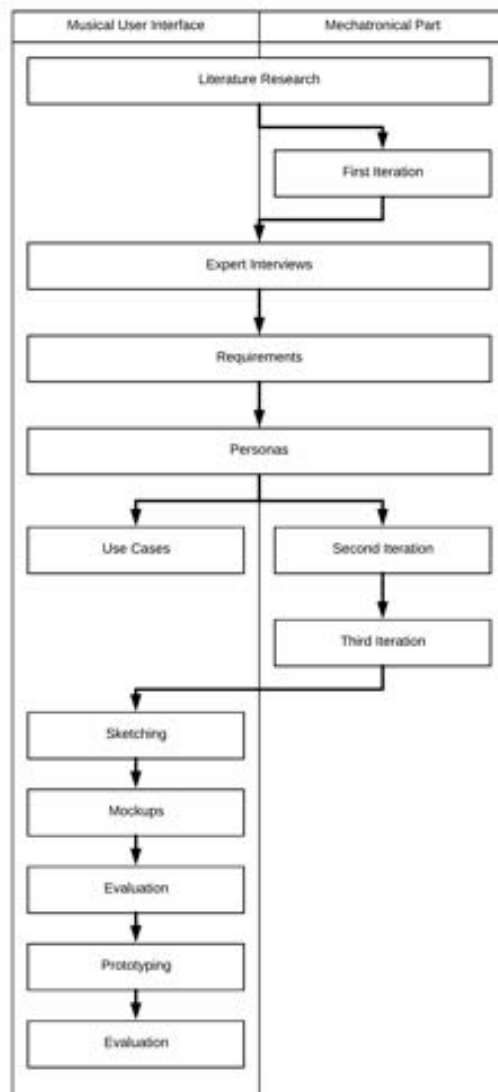 Musical User Interface
Mechatronical Part
Literature Research
First Iteration
Expert Interviews
Requirements
Personas
Use Cases
Second Iteration
Third Iteration
Sketching
Mockups
Evaluation
Prototyping
Evaluation